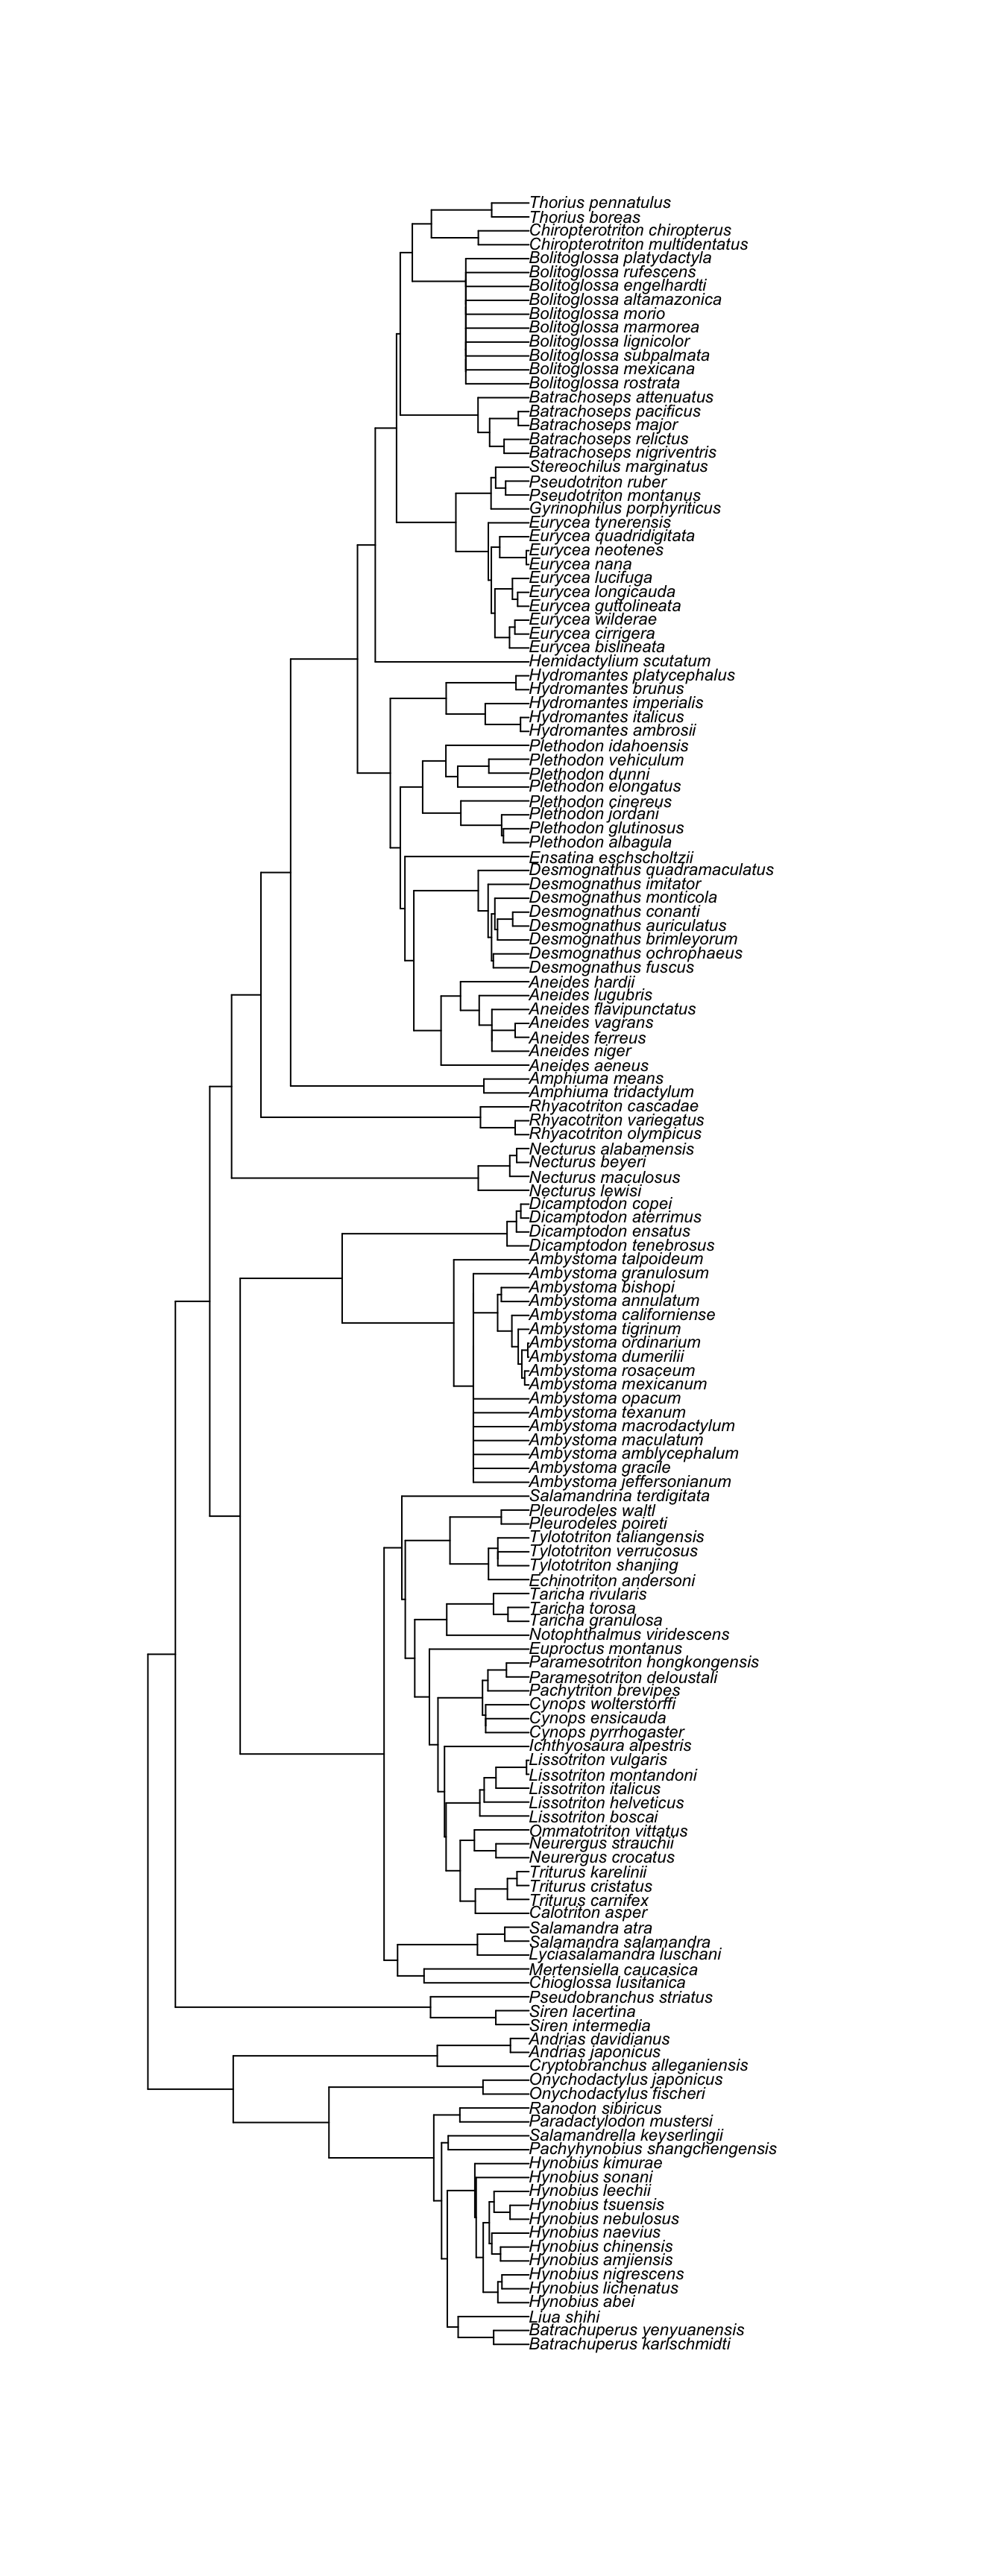 Thorius pennatulus
Thorius boreas
Chiropterotriton chiropterus
Chiropterotriton multidentatus
Bolitoglossa platydactyla
Bolitoglossa rufescens
Bolitoglossa engelhardti
Bolitoglossa altamazonica
Bolitoglossa morio
Bolitoglossa marmorea
Bolitoglossa lignicolor
Bolitoglossa subpalmata
Bolitoglossa mexicana
Bolitoglossa rostrata
Batrachoseps attenuatus
Batrachoseps pacificus
Batrachoseps major
Batrachoseps relictus
Batrachoseps nigriventris
Stereochilus marginatus
Pseudotriton ruber
Pseudotriton montanus
Gyrinophilus porphyriticus
Eurycea tynerensis
Eurycea quadridigitata
Eurycea neotenes
Eurycea nana
Eurycea lucifuga
Eurycea longicauda
Eurycea guttolineata
Eurycea wilderae
Eurycea cirrigera
Eurycea bislineata
Hemidactylium scutatum
Hydromantes platycephalus
Hydromantes brunus
Hydromantes imperialis
Hydromantes italicus
Hydromantes ambrosii
Plethodon idahoensis
Plethodon vehiculum
Plethodon dunni
Plethodon elongatus
Plethodon cinereus
Plethodon jordani
Plethodon glutinosus
Plethodon albagula
Ensatina eschscholtzii
Desmognathus quadramaculatus
Desmognathus imitator
Desmognathus monticola
Desmognathus conanti
Desmognathus auriculatus
Desmognathus brimleyorum
Desmognathus ochrophaeus
Desmognathus fuscus
Aneides hardii
Aneides lugubris
Aneides flavipunctatus
Aneides vagrans
Aneides ferreus
Aneides niger
Aneides aeneus
Amphiuma means
Amphiuma tridactylum
Rhyacotriton cascadae
Rhyacotriton variegatus
Rhyacotriton olympicus
Necturus alabamensis
Necturus beyeri
Necturus maculosus
Necturus lewisi
Dicamptodon copei
Dicamptodon aterrimus
Dicamptodon ensatus
Dicamptodon tenebrosus
Ambystoma talpoideum
Ambystoma granulosum
Ambystoma bishopi
Ambystoma annulatum
Ambystoma californiense
Ambystoma tigrinum
Ambystoma ordinarium
Ambystoma dumerilii
Ambystoma rosaceum
Ambystoma mexicanum
Ambystoma opacum
Ambystoma texanum
Ambystoma macrodactylum
Ambystoma maculatum
Ambystoma amblycephalum
Ambystoma gracile
Ambystoma jeffersonianum
Salamandrina terdigitata
Pleurodeles waltl
Pleurodeles poireti
Tylototriton taliangensis
Tylototriton verrucosus
Tylototriton shanjing
Echinotriton andersoni
Taricha rivularis
Taricha torosa
Taricha granulosa
Notophthalmus viridescens
Euproctus montanus
Paramesotriton hongkongensis
Paramesotriton deloustali
Pachytriton brevipes
Cynops wolterstorffi
Cynops ensicauda
Cynops pyrrhogaster
Ichthyosaura alpestris
Lissotriton vulgaris
Lissotriton montandoni
Lissotriton italicus
Lissotriton helveticus
Lissotriton boscai
Ommatotriton vittatus
Neurergus strauchii
Neurergus crocatus
Triturus karelinii
Triturus cristatus
Triturus carnifex
Calotriton asper
Salamandra atra
Salamandra salamandra
Lyciasalamandra luschani
Mertensiella caucasica
Chioglossa lusitanica
Pseudobranchus striatus
Siren lacertina
Siren intermedia
Andrias davidianus
Andrias japonicus
Cryptobranchus alleganiensis
Onychodactylus japonicus
Onychodactylus fischeri
Ranodon sibiricus
Paradactylodon mustersi
Salamandrella keyserlingii
Pachyhynobius shangchengensis
Hynobius kimurae
Hynobius sonani
Hynobius leechii
Hynobius tsuensis
Hynobius nebulosus
Hynobius naevius
Hynobius chinensis
Hynobius amjiensis
Hynobius nigrescens
Hynobius lichenatus
Hynobius abei
Liua shihi
Batrachuperus yenyuanensis
Batrachuperus karlschmidti